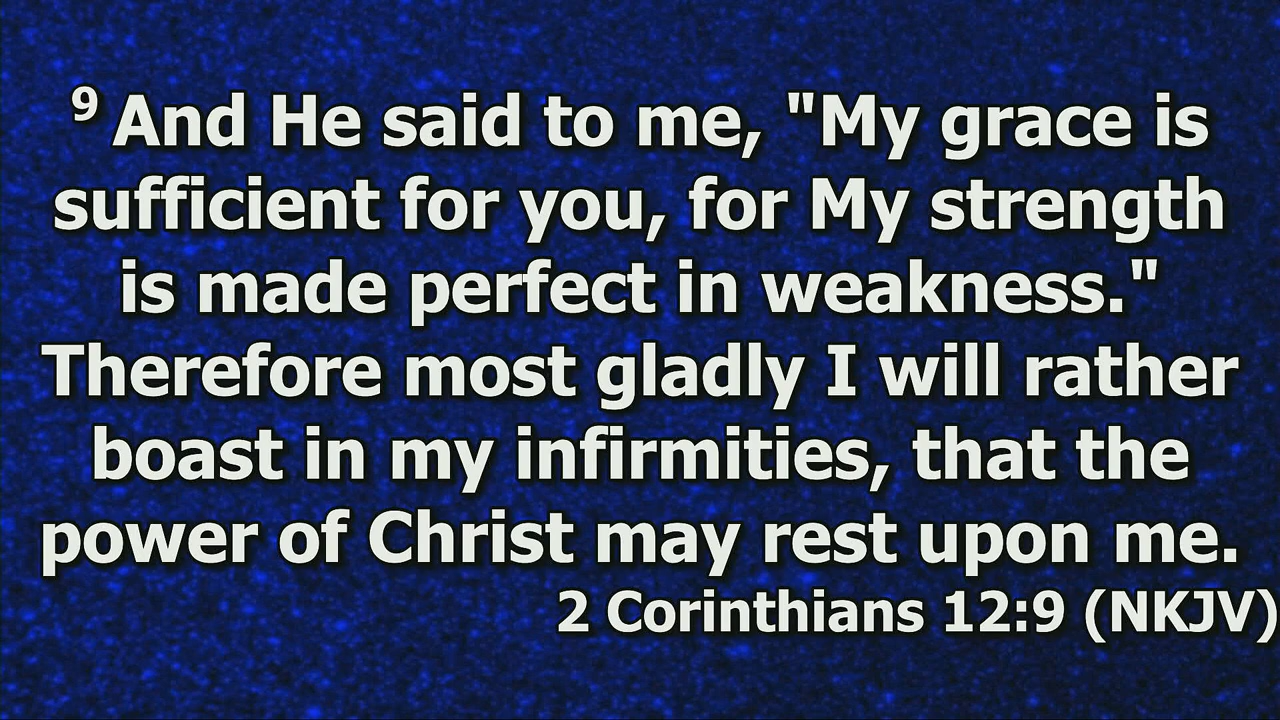 9 And He said to me, "My grace is
sufficient for you, for My strength
is made perfect in weakness."
Therefore most gladly I will rather
boast in my infirmities, that the
power of Christ may rest upon me.
2 Corinthians 12:9 (NKJV)